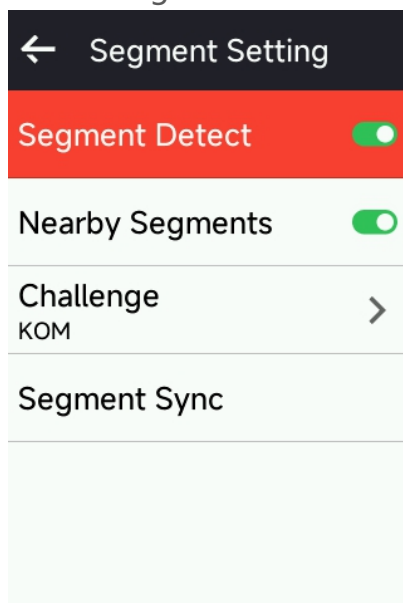 Segment Setting
Segment Detect
Nearby Segments
Challenge
KOM
Segment Sync